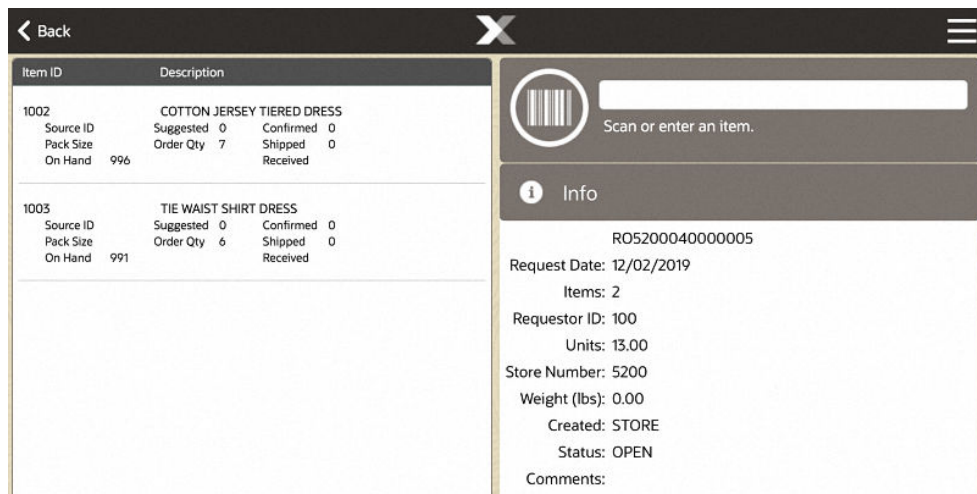 Back
Item ID Description
1002 COTTON JERSEY TIERED DRESS
Source ID Suggested 0 Confirmed 0
Pack Size Order Qty 7 Shipped 0
On Hand 996 Received
1003 TIE WAIST SHIRT DRESS
Source ID Suggested 0 Confirmed 0
Pack Size Order Qty 6 Shipped 0
On Hand 991 Received
Scan or enter an item.
Info
RO5200040000005
Request Date: 12/02/2019
Items: 2
Requestor ID: 100
Units: 13.00
Store Number: 5200
Weight (lbs): 0.00
Created: STORE
Status: OPEN
Comments: